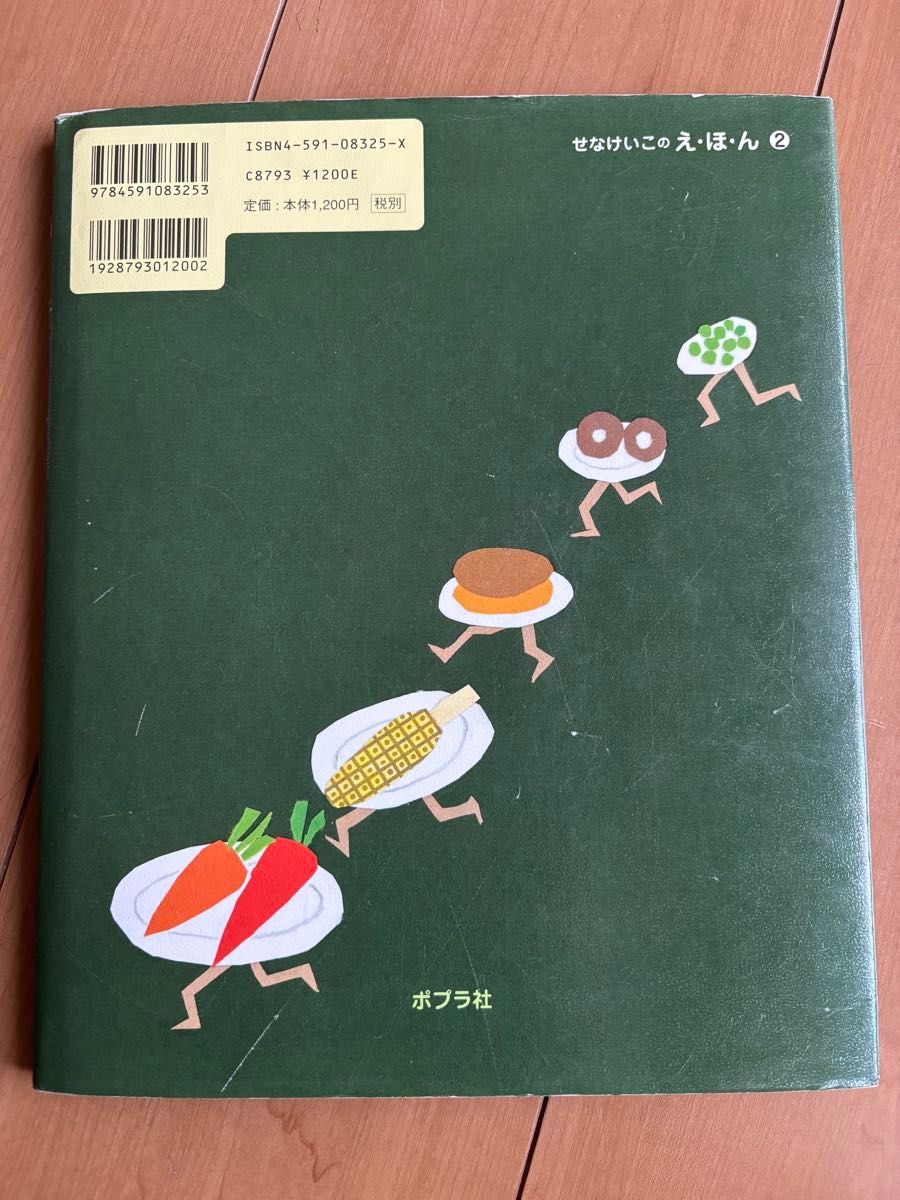 ISBN4-591-08325-X
9784591083253
C8793 ¥1200E
定価:本体1,200円 税別
1928793012002
せなけいこの え・ほ・ん ❷
ポプラ社